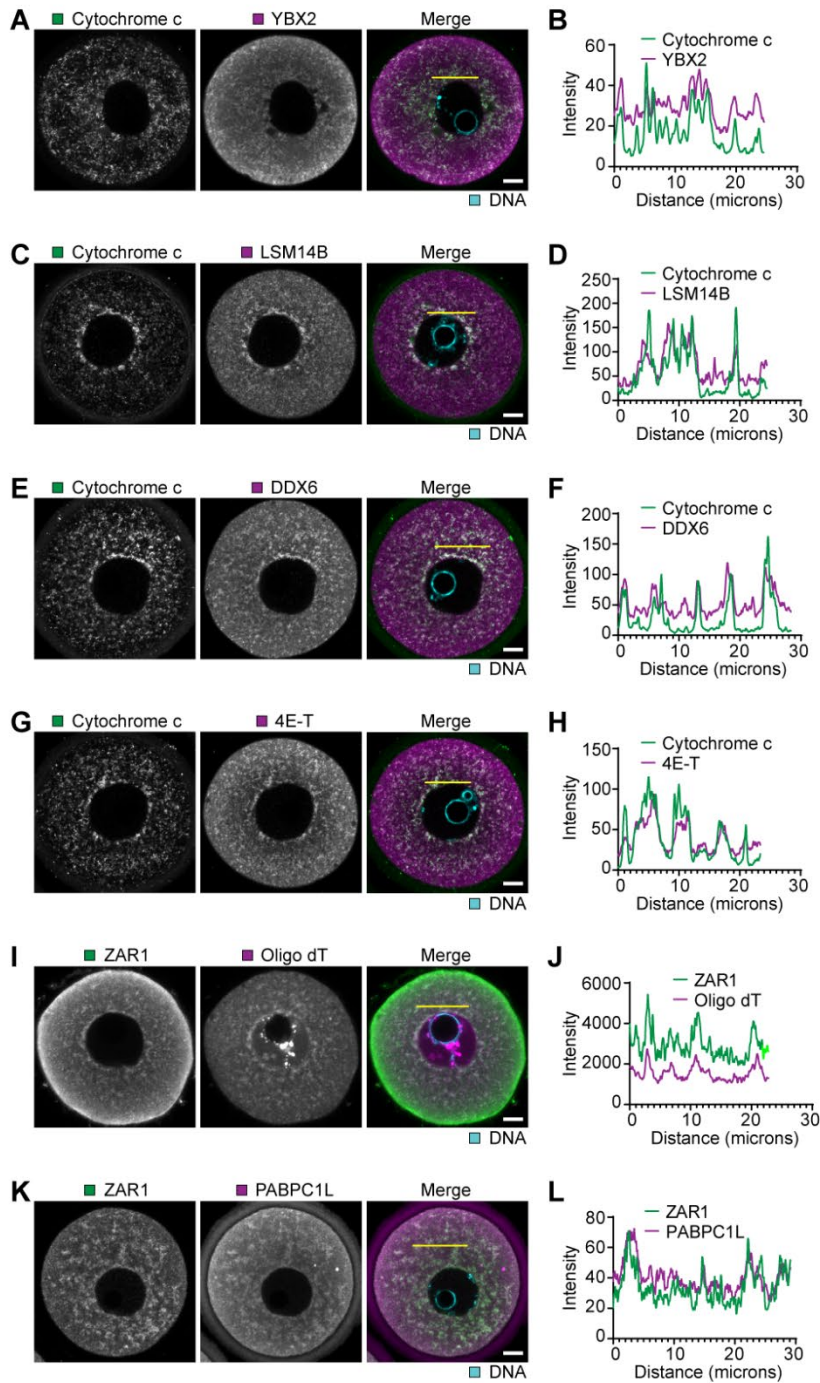 A Cytochrome c YBX2 Merge
DNA
B Cytochrome c
YBX2
Intensity
60
40
20
0
0 10 20 30
Distance (microns)
C Cytochrome c LSM14B Merge
DNA
D Cytochrome c
LSM14B
Intensity
250
200
150
100
50
0
0 10 20 30
Distance (microns)
E Cytochrome c DDX6 Merge
DNA
F Cytochrome c
DDX6
Intensity
200
150
100
50
0
0 10 20 30
Distance (microns)
G Cytochrome c 4E-T Merge
DNA
H Cytochrome c
4E-T
Intensity
150
100
50
0
0 10 20 30
Distance (microns)
I ZAR1 Oligo dT Merge
DNA
J ZAR1
Oligo dT
Intensity
6000
4000
2000
0
0 10 20 30
Distance (microns)
K ZAR1 PABPC1L Merge
DNA
L ZAR1
PABPC1L
Intensity
80
60
40
20
0
0 10 20 30
Distance (microns)